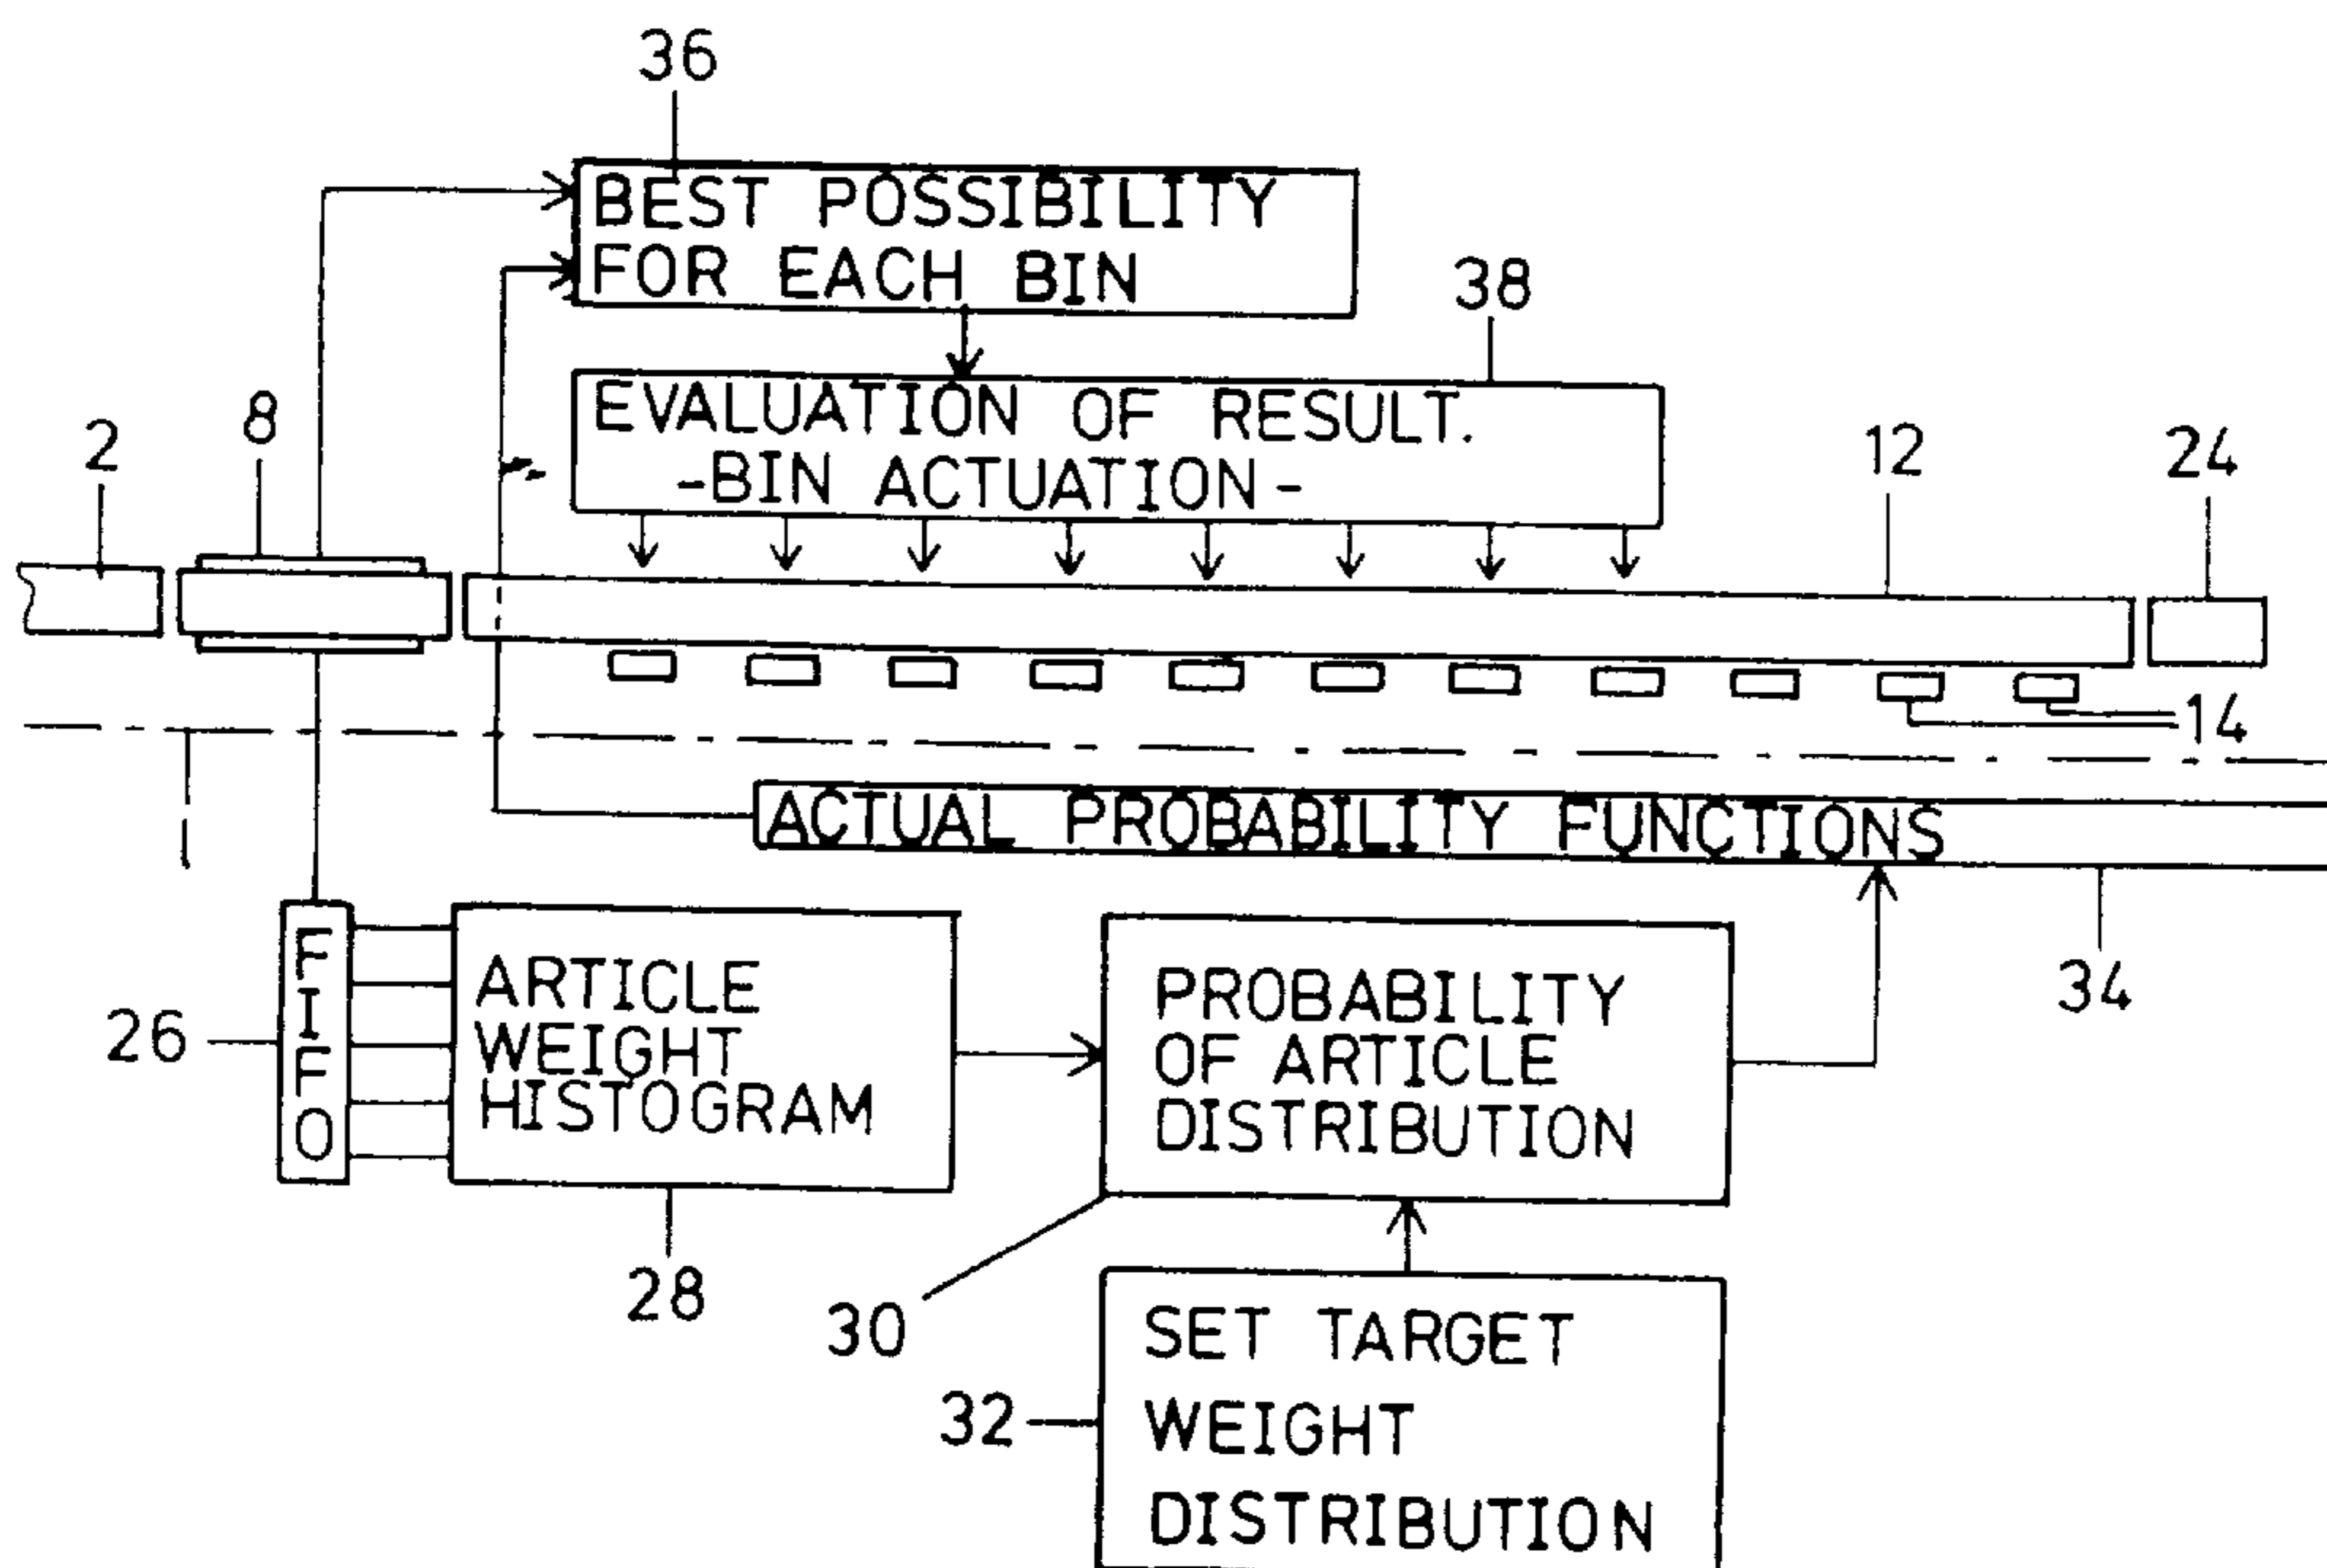 36
BEST POSSIBILITY
FOR EACH BIN
38
EVALUATION OF RESULT.
-BIN ACTUATION-
2
8
12
24
14
ACTUAL PROBABILITY FUNCTIONS
34
26
FIFO
ARTICLE
WEIGHT
HISTOGRAM
28
PROBABILITY
OF ARTICLE
DISTRIBUTION
30
32
SET TARGET
WEIGHT
DISTRIBUTION